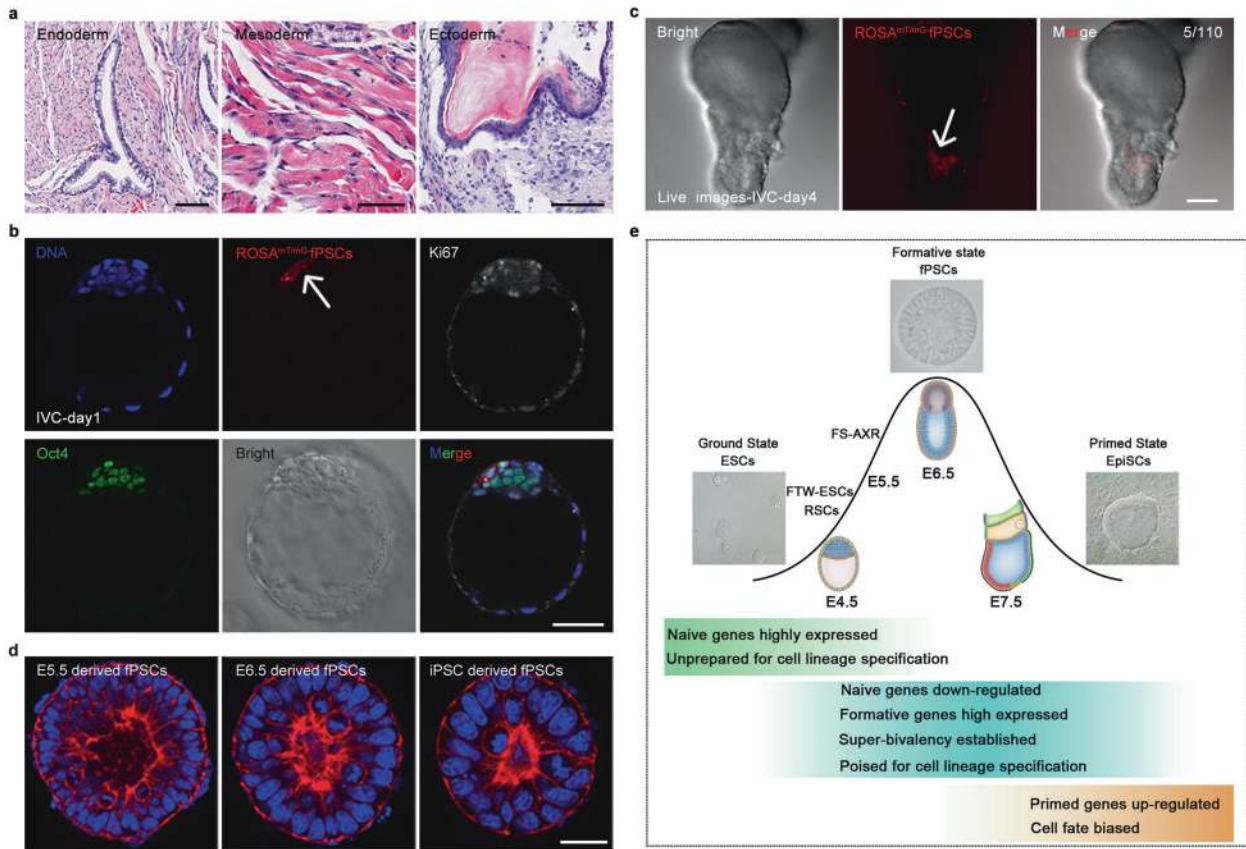 a
Endoderm
Mesoderm
Ectoderm
b
DNA
ROSAmT/mG-fPSCs
Ki67
IVC-day1
Oct4
Bright
Merge
d
E5.5 derived fPSCs
E6.5 derived fPSCs
iPSC derived fPSCs
c
Bright
ROSAmT/mG-fPSCs
Merge
5/110
Live images-IVC-day4
e
Formative state
fPSCs
FS-AXR
Ground State
ESCs
E5.5
E6.5
Primed State
EpiSCs
FTW-ESCs
RSCs
E4.5
E7.5
Naive genes highly expressed
Unprepared for cell lineage specification
Naive genes down-regulated
Formative genes high expressed
Super-bivalency established
Poised for cell lineage specification
Primed genes up-regulated
Cell fate biased